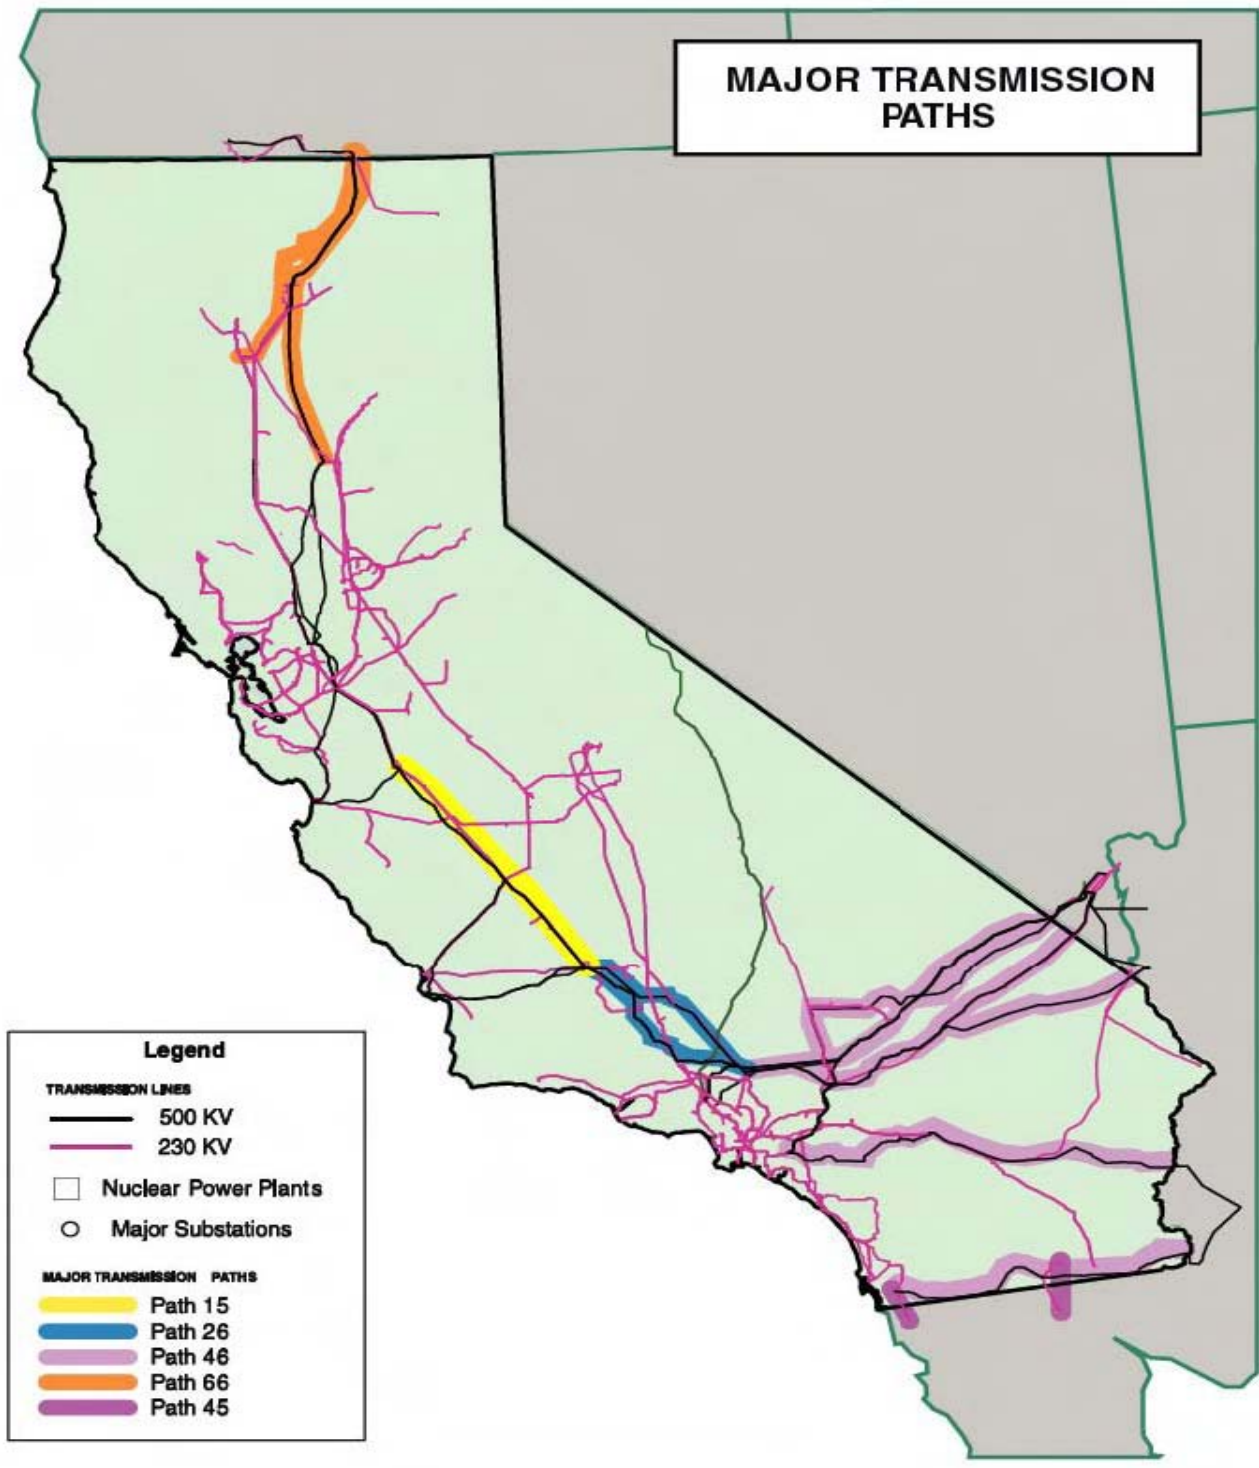 MAJOR TRANSMISSION
PATHS
Legend
TRANSMISSION LINES
500 KV
230 KV
Nuclear Power Plants
Major Substations
MAJOR TRANSMISSION PATHS
Path 15
Path 26
Path 46
Path 66
Path 45